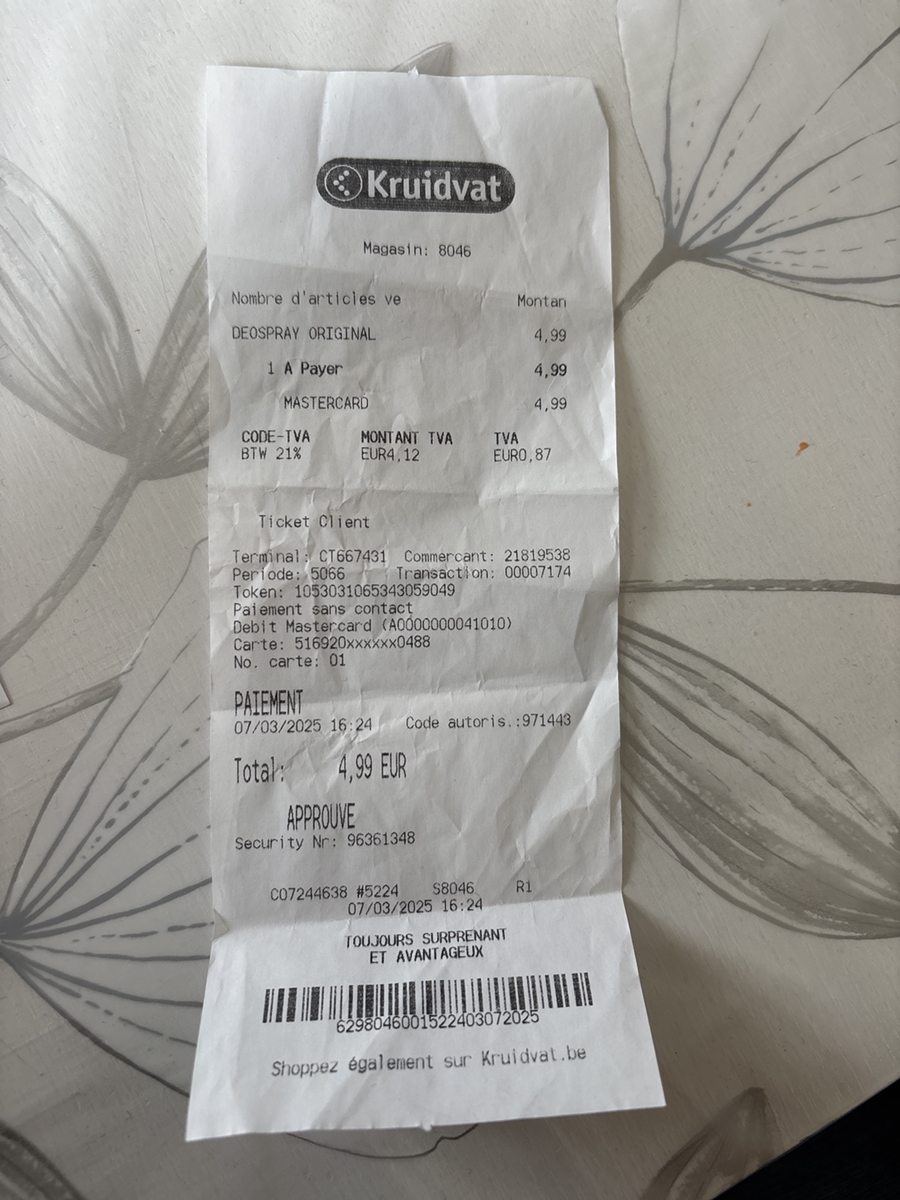 Kruidvat
Magasin: 8046
Nombre d'articles ve Montan
DEOSPRAY ORIGINAL 4,99
1 A Payer 4,99
MASTERCARD 4,99
CODE-TVA MONTANT TVA TVA
BTW 21% EUR4,12 EUR0,87
Ticket Client
Terminal: CT667431 Commercant: 21819538
Periode: 5066 Transaction: 00007174
Token: 1053031065343059049
Paiement sans contact
Debit Mastercard (A0000000041010)
Carte: 516920xxxxxx0488
No. carte: 01
PAIEMENT
07/03/2025 16:24 Code autoris.:971443
Total: 4,99 EUR
APPROUVE
Security Nr: 96361348
C07244638 #5224 S8046 R1
07/03/2025 16:24
TOUJOURS SURPRENANT
ET AVANTAGEUX
6298046001522403072025
Shoppez également sur Kruidvat.be